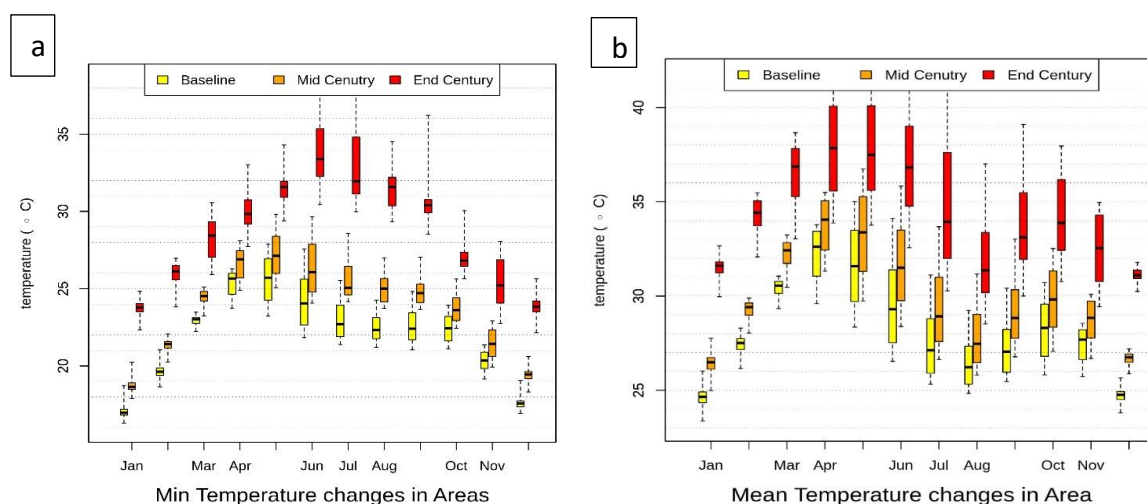 a
Baseline
Mid Cenutry
End Century
temperature ( ° C)
35
30
25
20
Jan
Mar
Apr
Jun
Jul
Aug
Oct
Nov
Min Temperature changes in Areas
b
Baseline
Mid Cenutry
End Century
temperature ( ° C)
40
35
30
25
Jan
Mar
Apr
Jun
Jul
Aug
Oct
Nov
Mean Temperature changes in Area